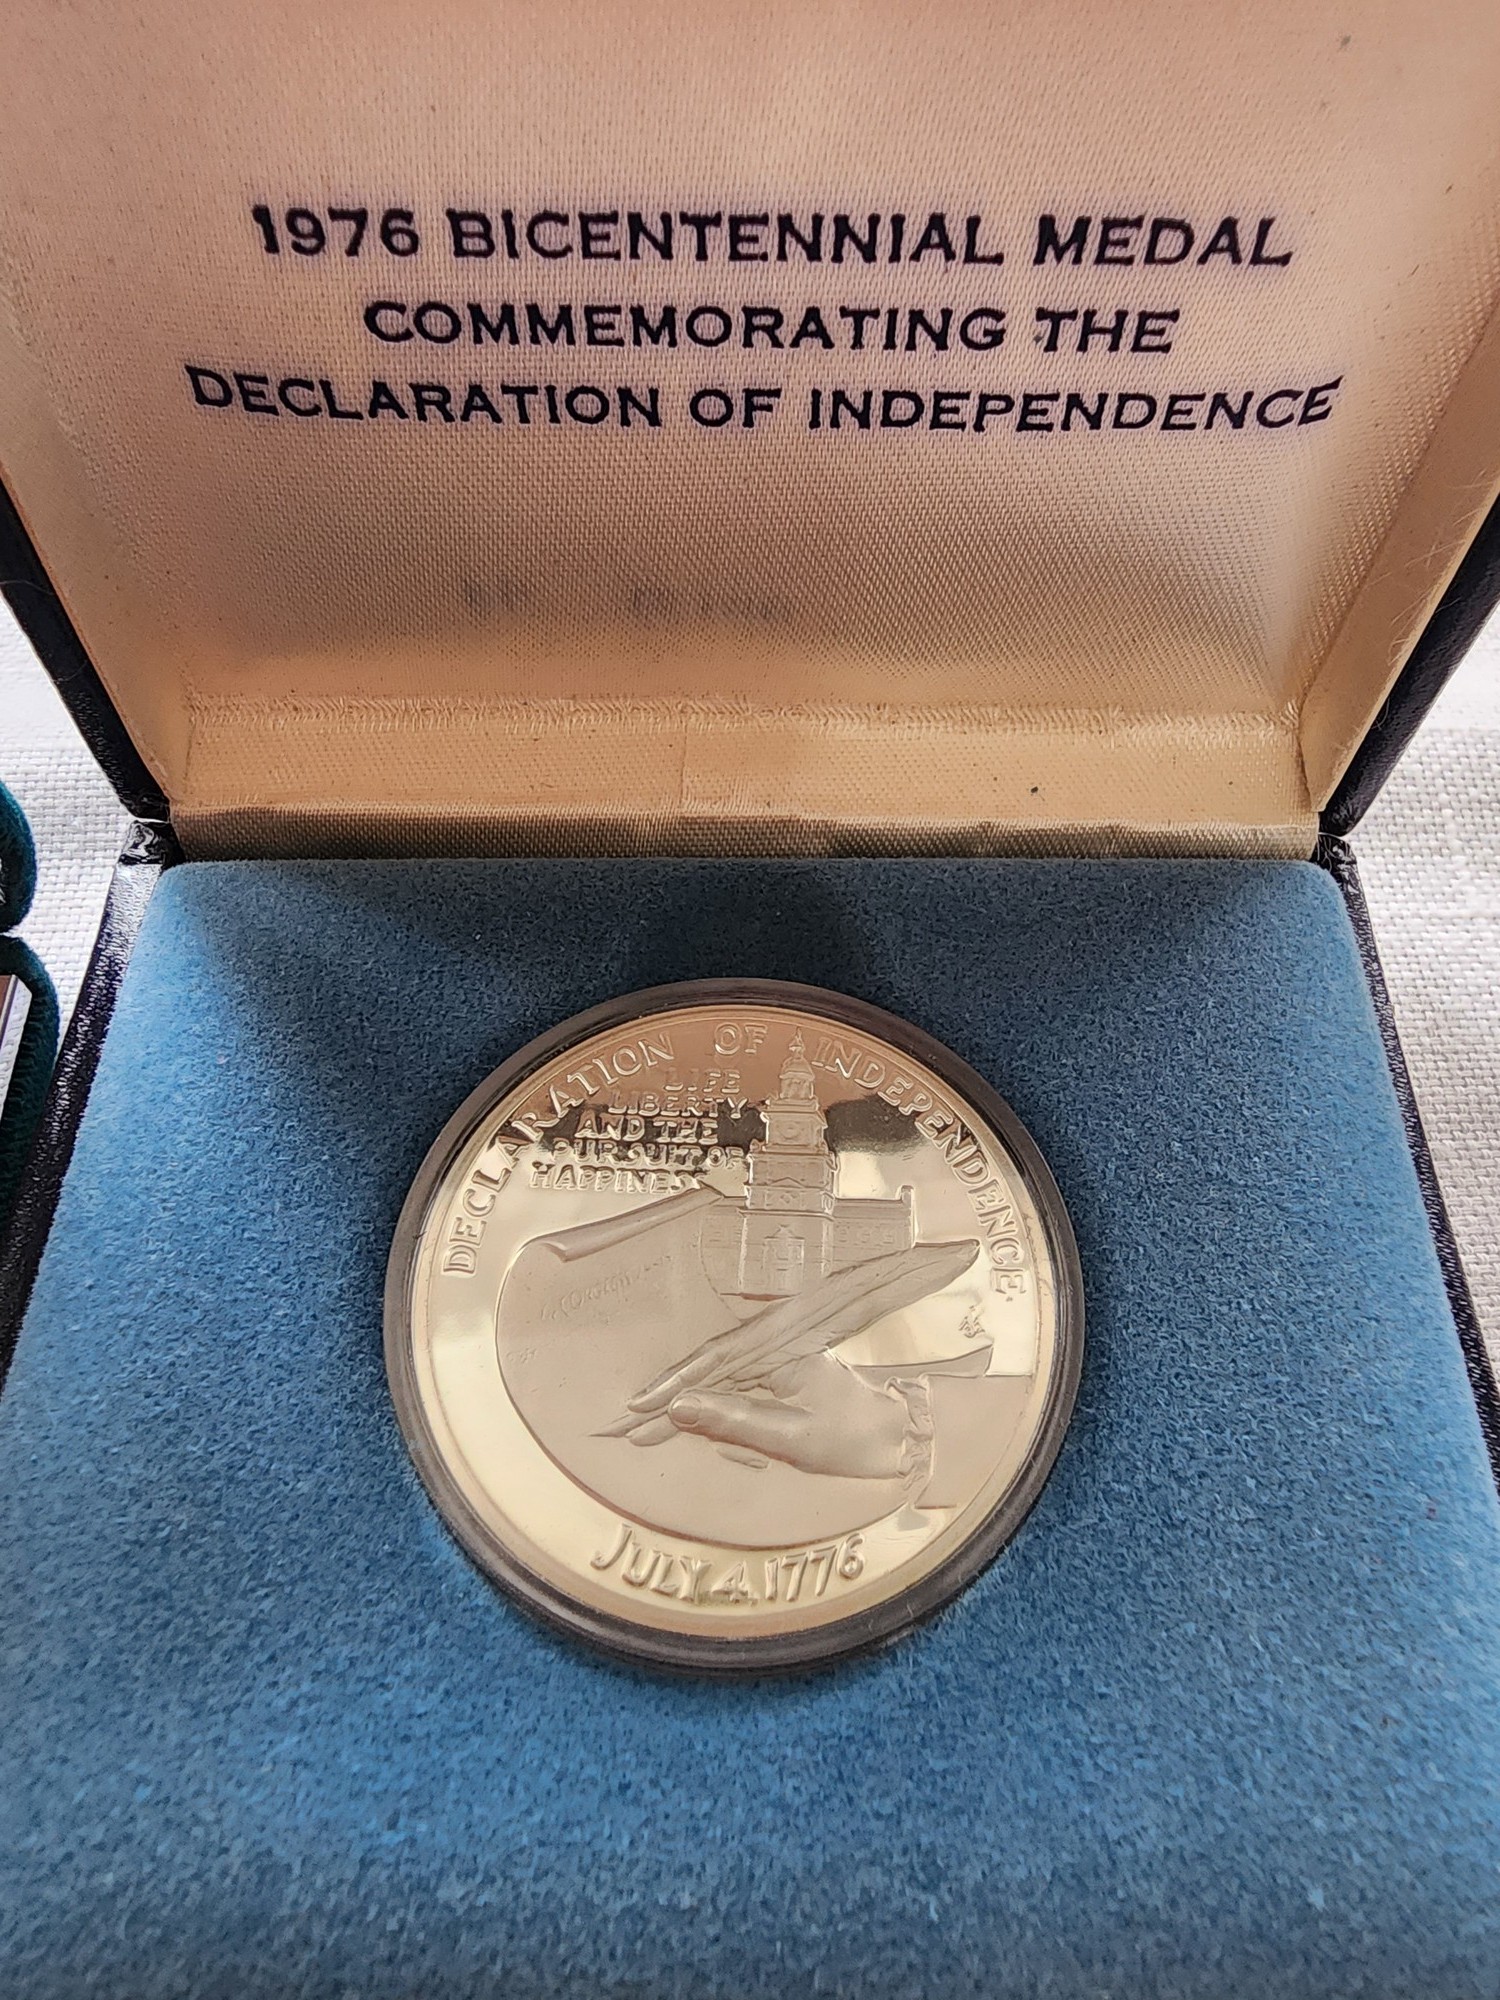 1976 BICENTENNIAL MEDAL
COMMEMORATING THE
DECLARATION OF INDEPENDENCE
DECLARATION OF INDEPENDENCE
LIFE
LIBERTY
AND THE
PURSUIT OF
HAPPINESS
JULY 4, 1776